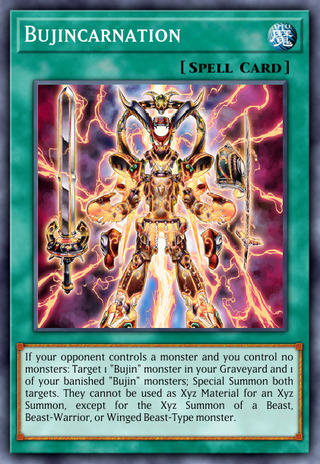 Bujincarnation
魔
[ Spell Card ]
If your opponent controls a monster and you control no
monsters: Target 1 "Bujin" monster in your Graveyard and 1
of your banished "Bujin" monsters; Special Summon both
targets. They cannot be used as Xyz Material for an Xyz
Summon, except for the Xyz Summon of a Beast,
Beast-Warrior, or Winged Beast-Type monster.